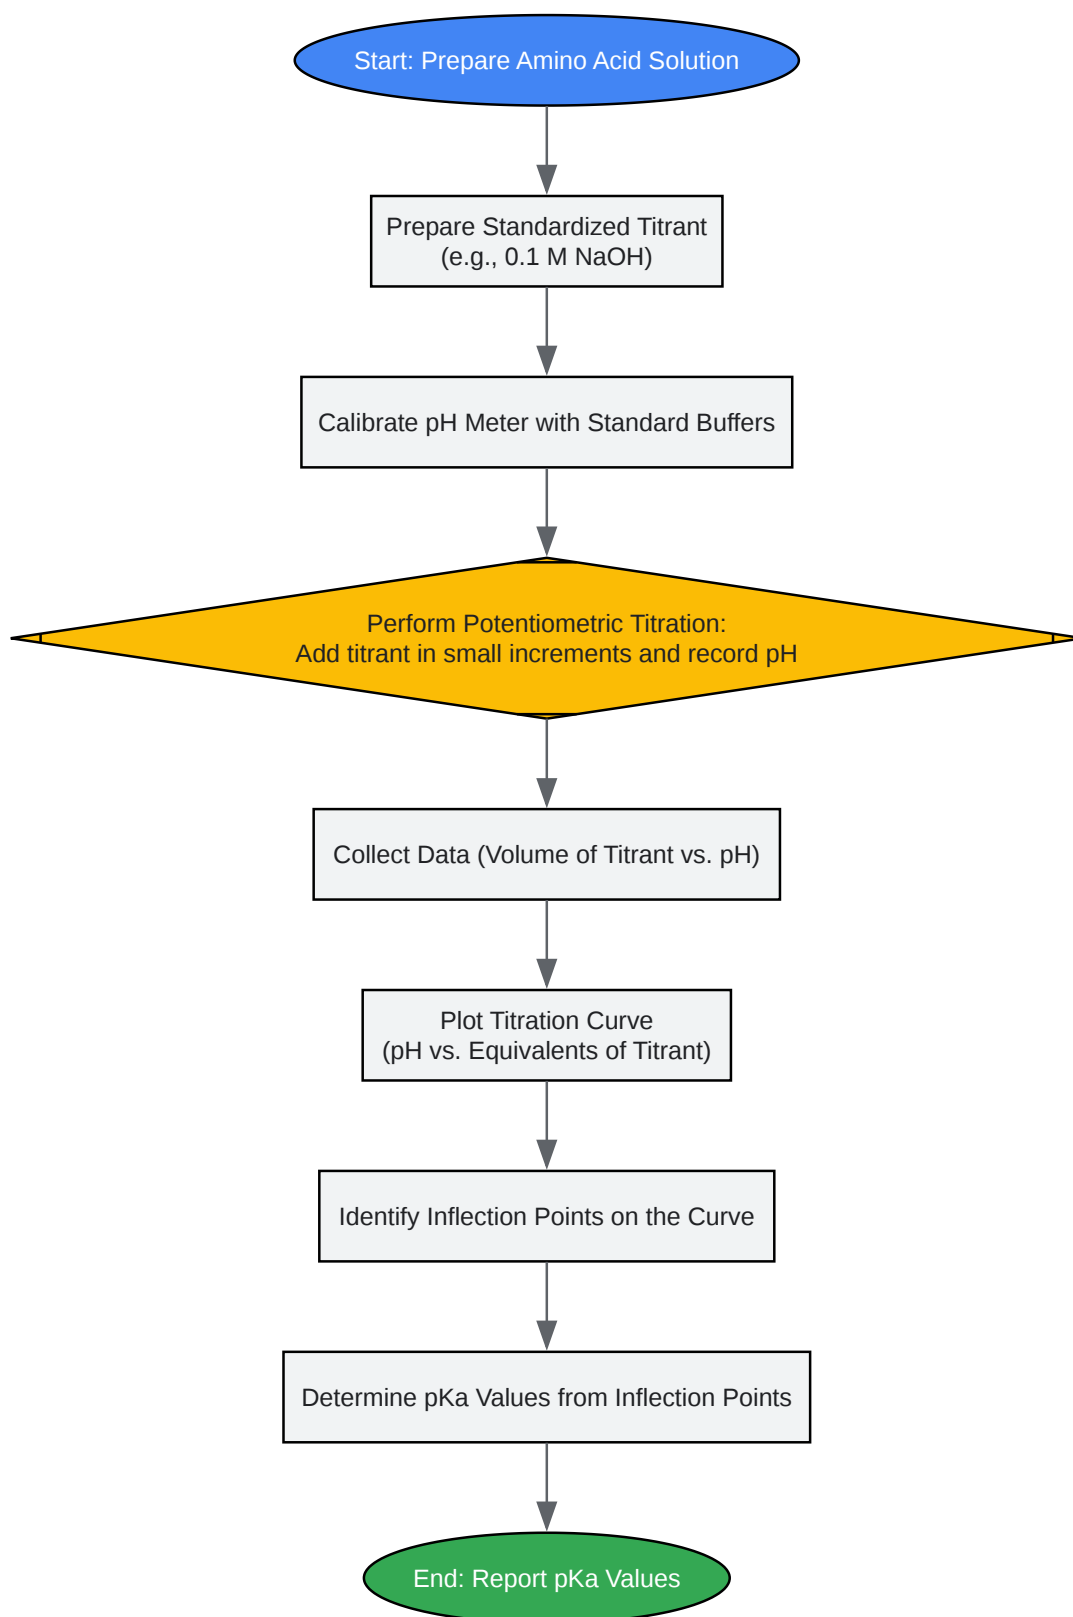 Start: Prepare Amino Acid Solution
Prepare Standardized Titrant
(e.g., 0.1 M NaOH)
Calibrate pH Meter with Standard Buffers
Perform Potentiometric Titration:
Add titrant in small increments and record pH
Collect Data (Volume of Titrant vs. pH)
Plot Titration Curve
(pH vs. Equivalents of Titrant)
Identify Inflection Points on the Curve
Determine pKa Values from Inflection Points
End: Report pKa Values